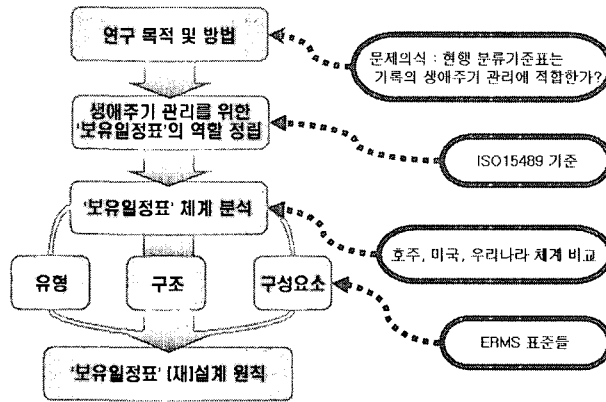 연구 목적 및 방법
문제의식 : 현행 분류기준표는
기록의 생애주기 관리에 적합한가?
생애주기 관리를 위한
'보유일정표'의 역할 정립
ISO15489 기준
'보유일정표' 체계 분석
호주, 미국, 우리나라 체계 비교
유형
구조
구성요소
ERMS 표준들
'보유일정표' [재]설계 원칙